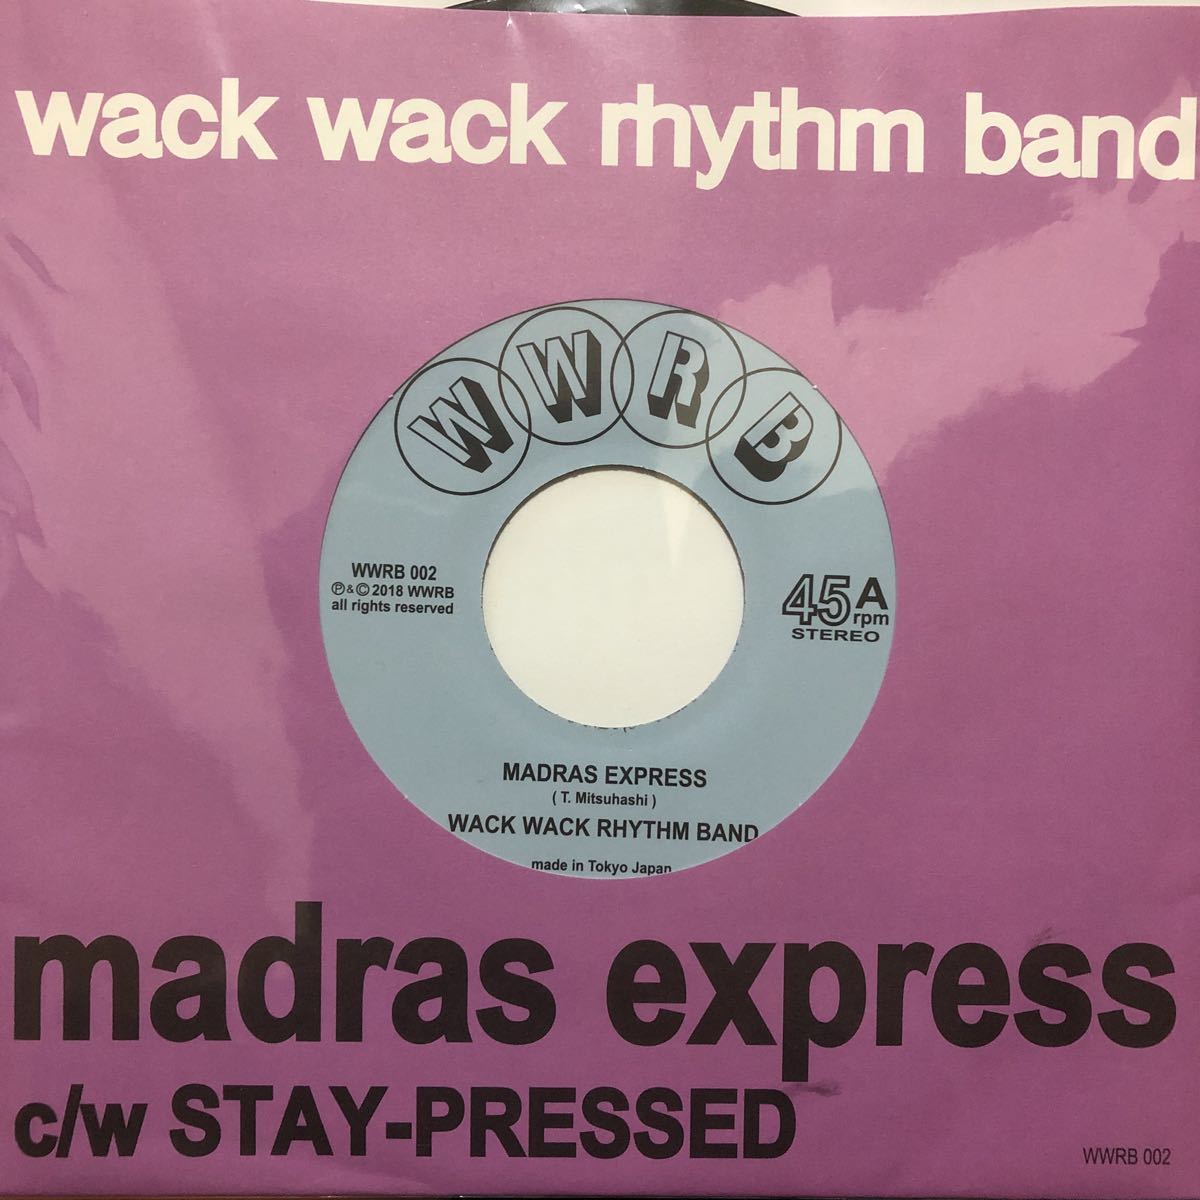 wack wack rhythm band
WWRB
WWRB 002
℗&© 2018 WWRB
all rights reserved
45 A
rpm
STEREO
MADRAS EXPRESS
( T. Mitsuhashi )
WACK WACK RHYTHM BAND
made in Tokyo Japan
madras express
c/w STAY-PRESSED
WWRB 002